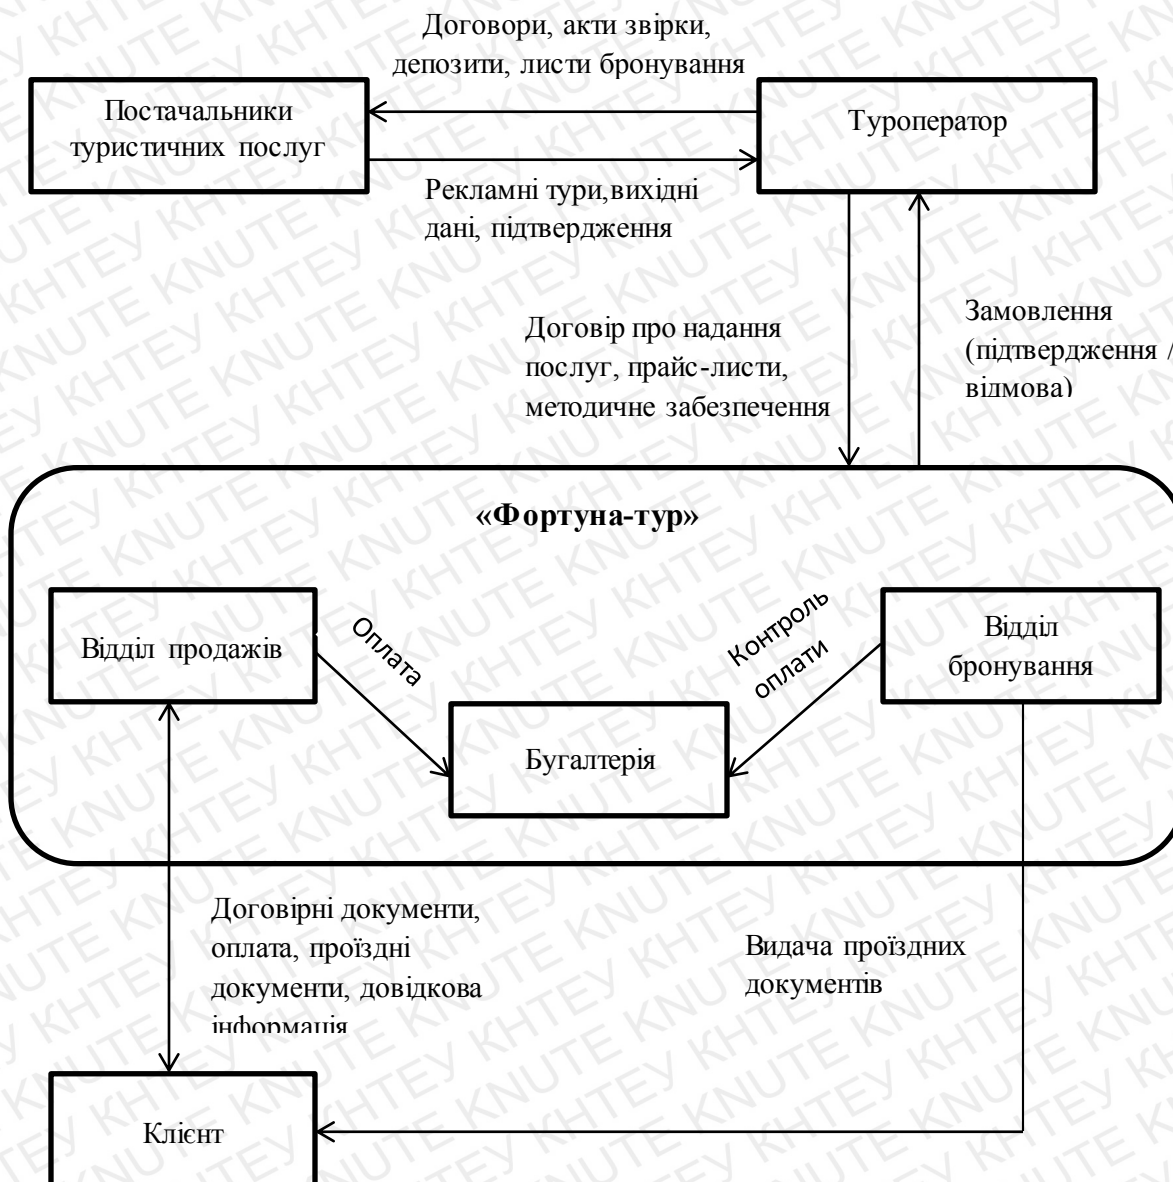 Договори, акти звірки,
депозити, листи бронування
Постачальники
туристичних послуг
Туроператор
Рекламні тури,вихідні
дані, підтвердження
Договір про надання
послуг, прайс-листи,
методичне забезпечення
Замовлення
(підтвердження /
відмова)
«Фортуна-тур»
Відділ продажів
Оплата
Контроль
оплати
Відділ
бронування
Бугалтерія
Договірні документи,
оплата, проїздні
документи, довідкова
інформація
Видача проїздних
документів
Клієнт